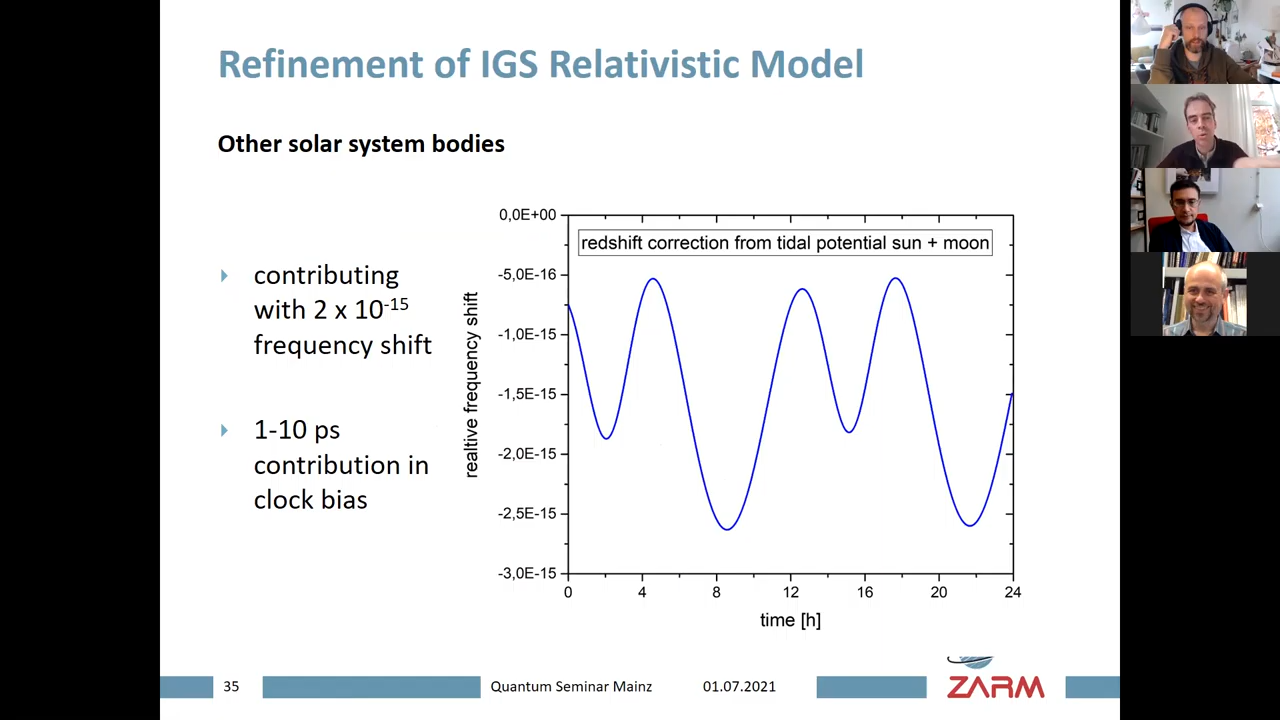 Refinement of IGS Relativistic Model
Other solar system bodies
contributing
with 2 x 10-15
frequency shift
1-10 ps
contribution in
clock bias
redshift correction from tidal potential sun + moon
realtive frequency shift
0,0E+00
-5,0E-16
-1,0E-15
-1,5E-15
-2,0E-15
-2,5E-15
-3,0E-15
0 4 8 12 16 20 24
time [h]
35 Quantum Seminar Mainz 01.07.2021
ZARM